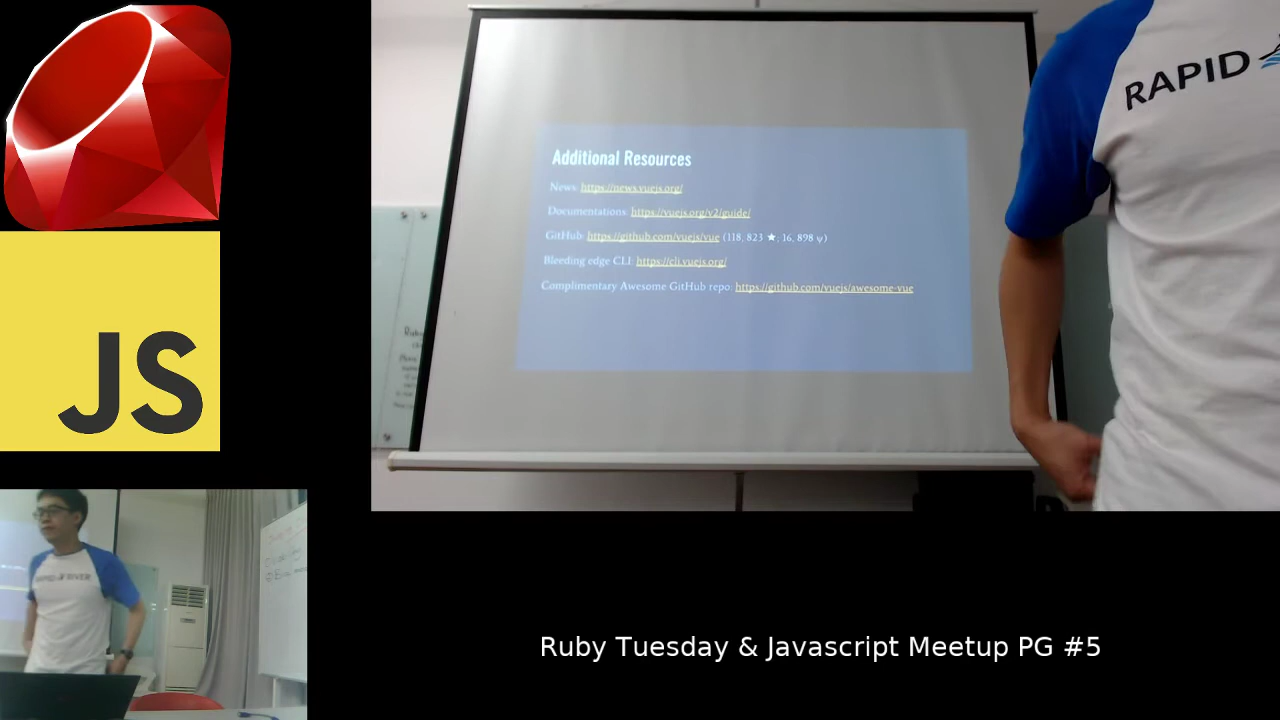 JS
Additional Resources
News: https://news.vuejs.org/
Documentations: https://vuejs.org/v2/guide/
GitHub: https://github.com/vuejs/vue (118, 823 ★; 16, 898 ψ)
Bleeding edge CLI: https://cli.vuejs.org/
Complimentary Awesome GitHub repo: https://github.com/vuejs/awesome-vue
RAPID
RAPID RIVER
Ruby Tuesday & Javascript Meetup PG #5